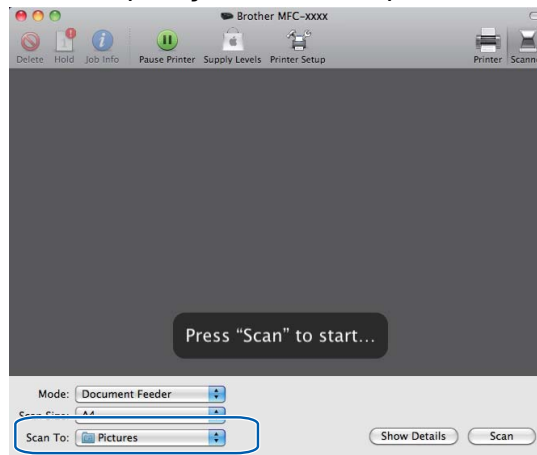 Brother MFC-XXXX
Delete Hold Job Info Pause Printer Supply Levels Printer Setup Printer
Press “Scan” to start...
Mode: Document Feeder
Scan To: Pictures Show Details Scan